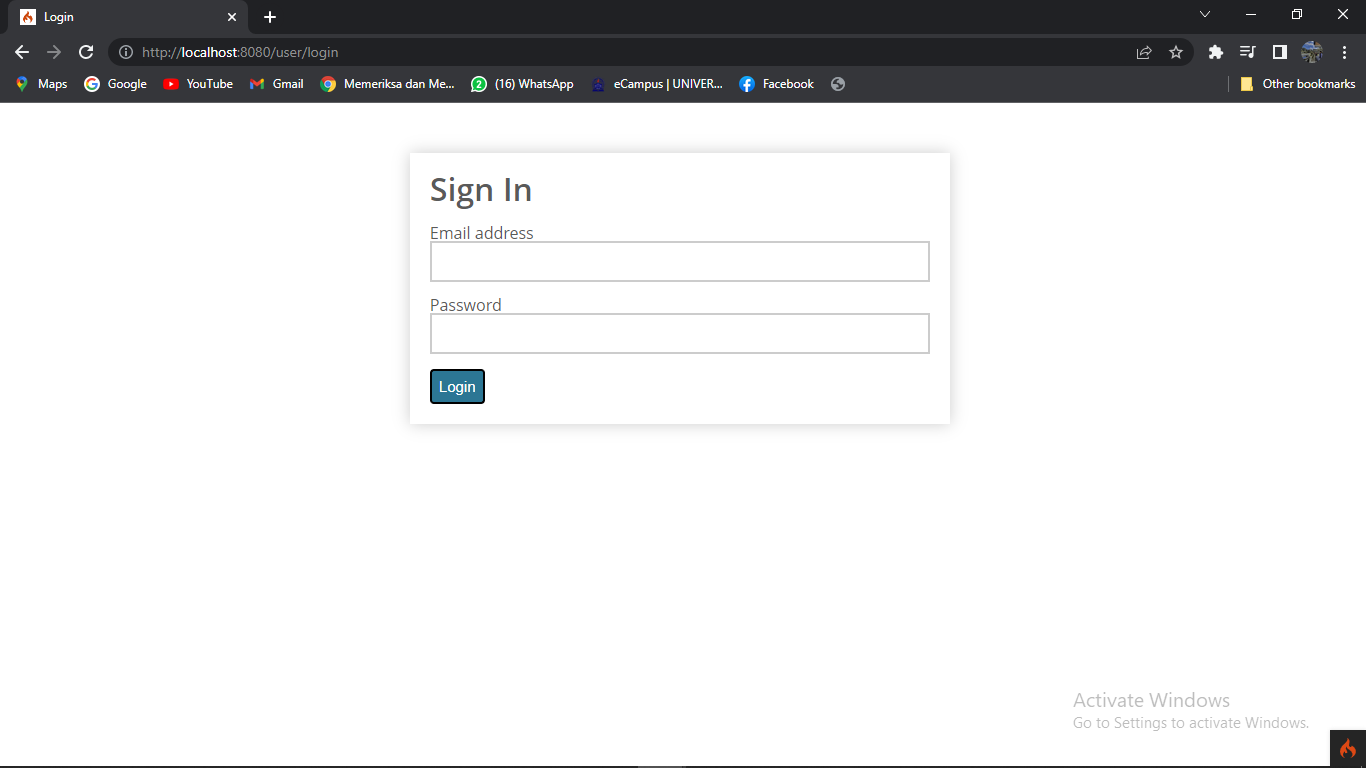 Login
http://localhost:8080/user/login
Maps Google YouTube Gmail Memeriksa dan Me... (16) WhatsApp eCampus | UNIVER... Facebook Other bookmarks
Sign In
Email address
Password
Login
Activate Windows
Go to Settings to activate Windows.